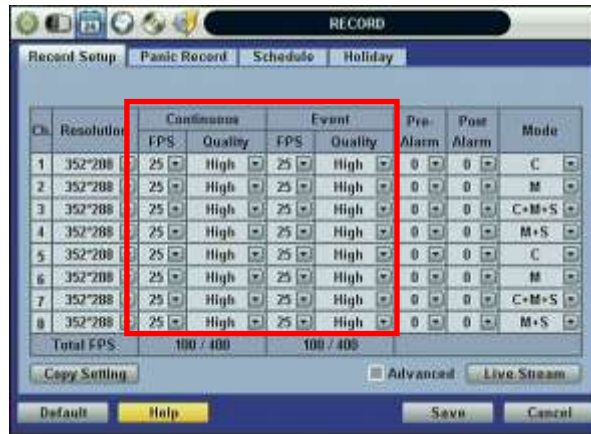 RECORD
Record Setup Panic Record Schedule Holiday
Ch. Resolution Continuous Event Pre- Alarm Post Alarm Mode
FPS Quality FPS Quality
1 352*288 25 High 25 High 0 0 C
2 352*288 25 High 25 High 0 0 M
3 352*288 25 High 25 High 0 0 C+M+S
4 352*288 25 High 25 High 0 0 M+S
5 352*288 25 High 25 High 0 0 C
6 352*288 25 High 25 High 0 0 M
7 352*288 25 High 25 High 0 0 C+M+S
8 352*288 25 High 25 High 0 0 M+S
Total FPS 100 / 400 100 / 400
Copy Setting Advanced Live Stream
Default Help Save Cancel